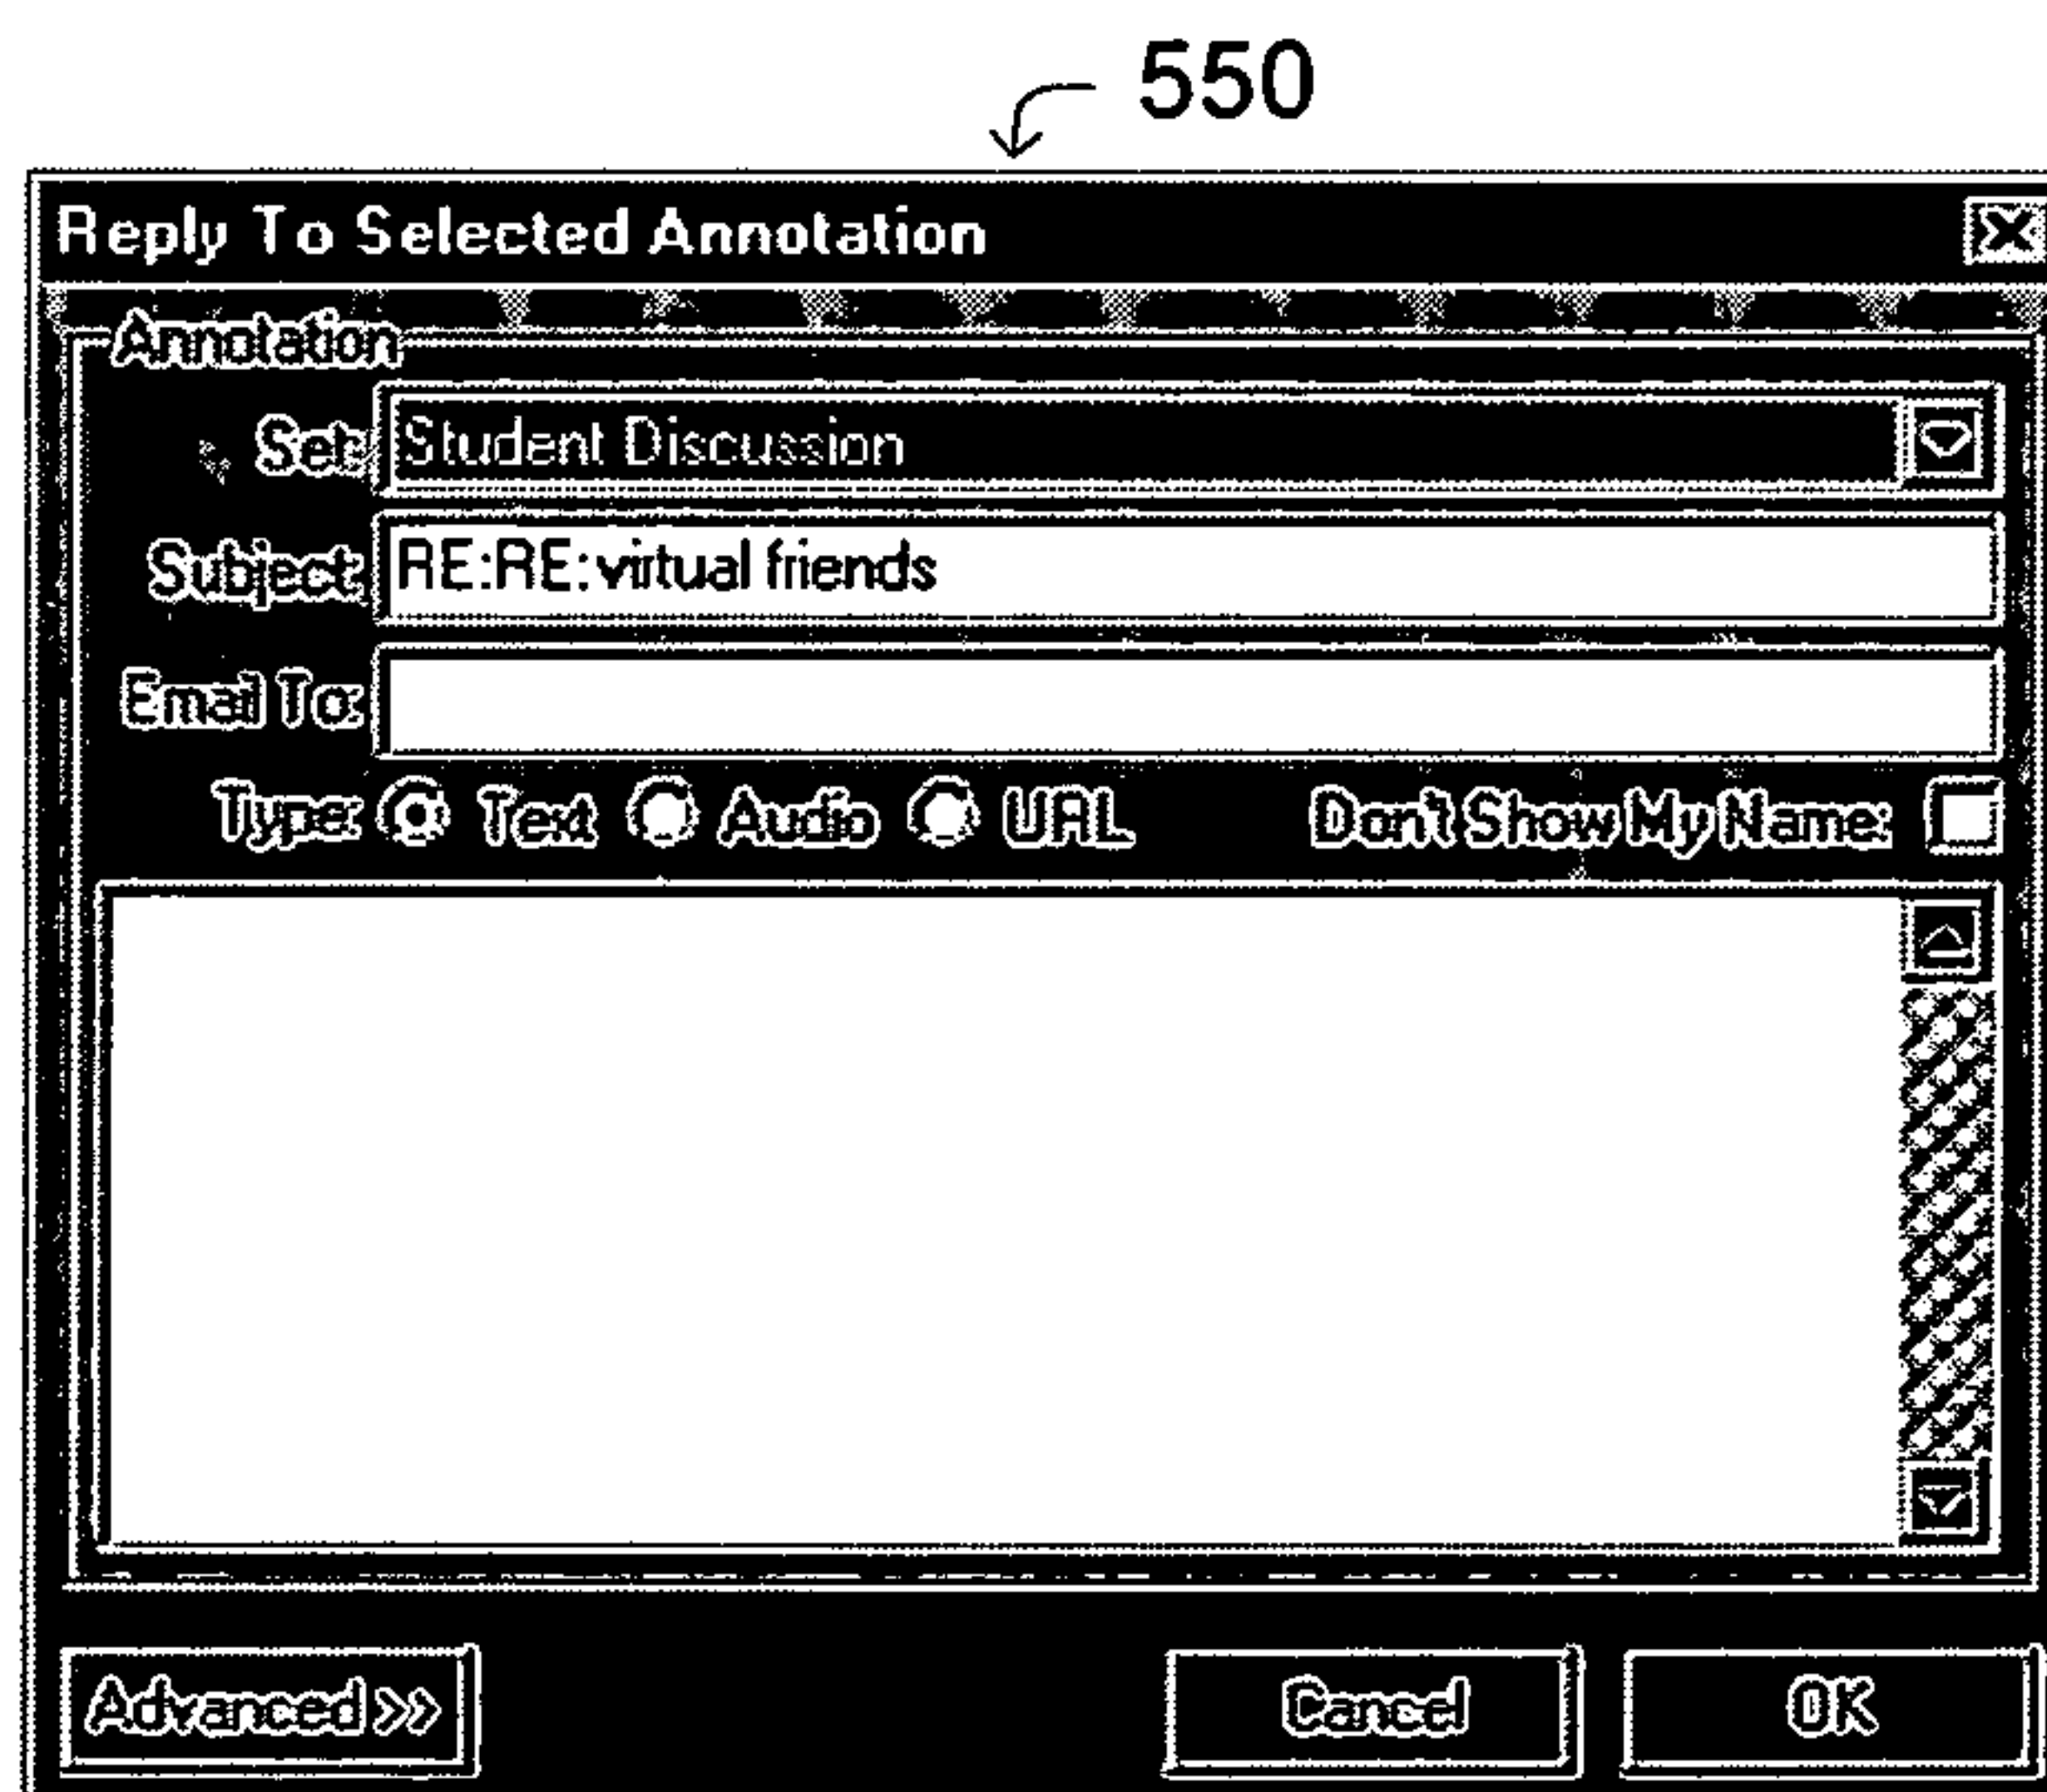 550
Reply To Selected Annotation
Annotation
Set: Student Discussion
Subject: RE:RE: virtual friends
Email To:
Type: Text Audio URL Don't Show My Name:
Advanced >>
Cancel
OK